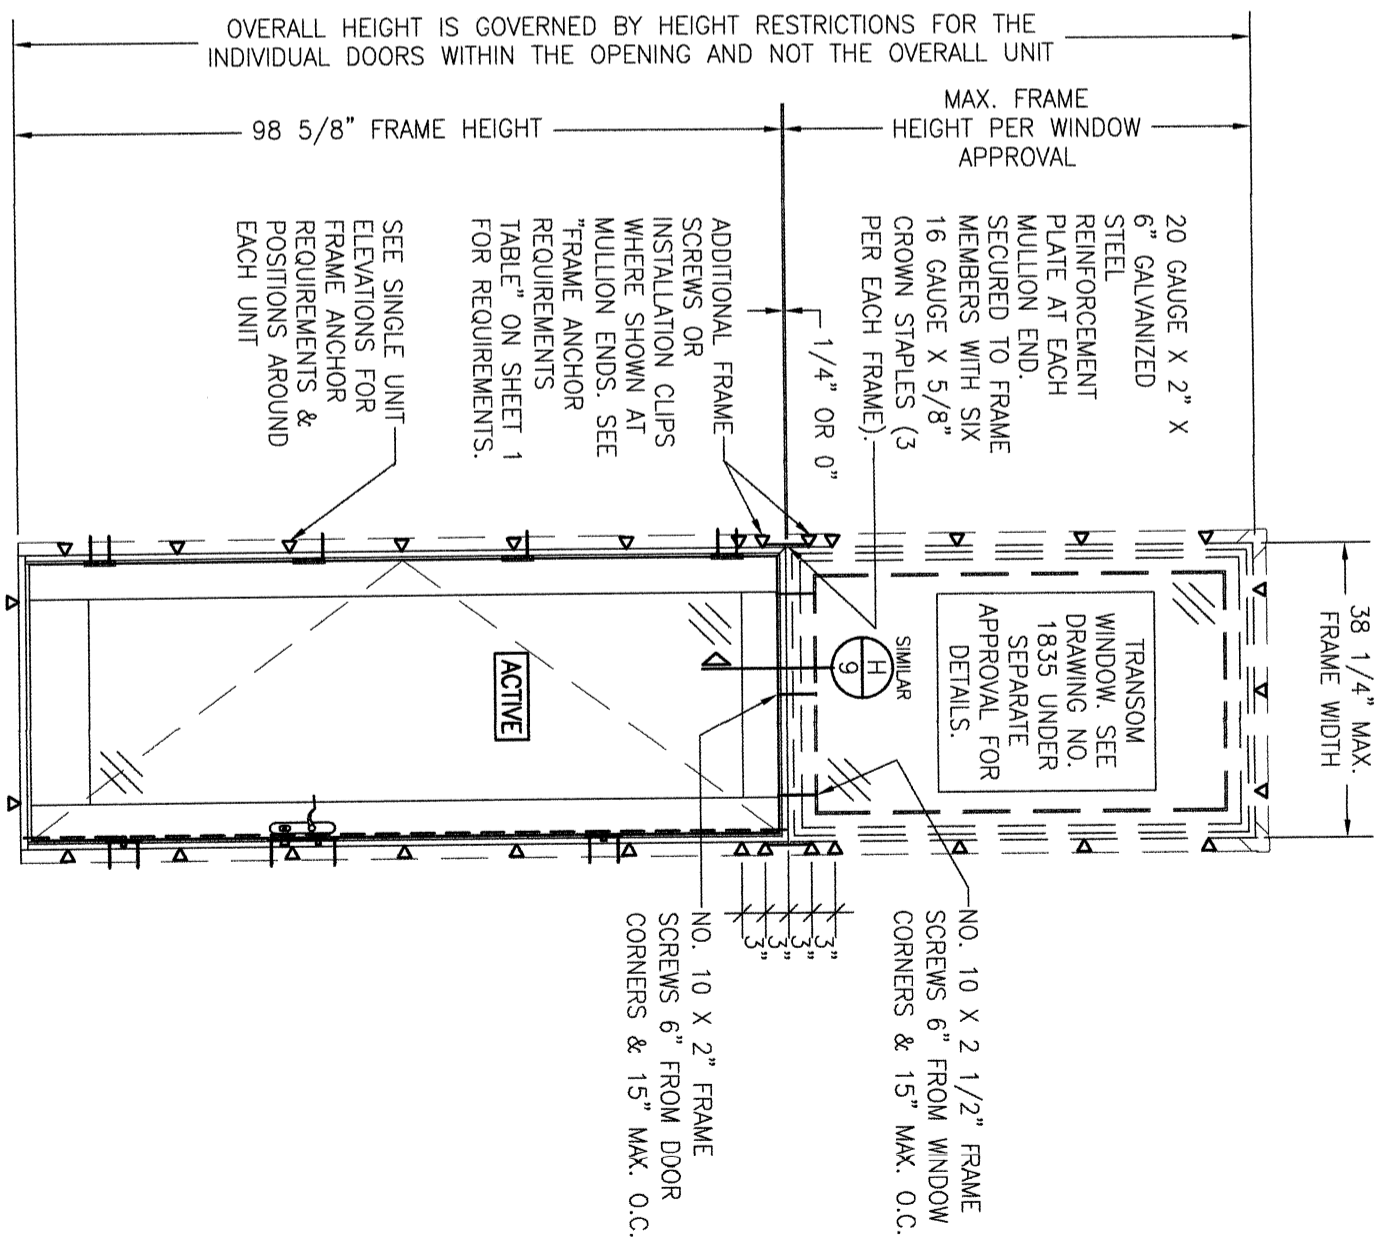 OVERALL HEIGHT IS GOVERNED BY HEIGHT RESTRICTIONS FOR THE
INDIVIDUAL DOORS WITHIN THE OPENING AND NOT THE OVERALL UNIT
98 5/8" FRAME HEIGHT
MAX. FRAME
HEIGHT PER WINDOW
APPROVAL
20 GAUGE X 2" X
6" GALVANIZED
STEEL
REINFORCEMENT
PLATE AT EACH
MULLION END.
SECURED TO FRAME
MEMBERS WITH SIX
16 GAUGE X 5/8"
CROWN STAPLES (3
PER EACH FRAME).
1/4" OR 0"
ADDITIONAL FRAME
SCREWS OR
INSTALLATION CLIPS
WHERE SHOWN AT
MULLION ENDS. SEE
"FRAME ANCHOR
REQUIREMENTS
TABLE" ON SHEET 1
FOR REQUIREMENTS.
SEE SINGLE UNIT
ELEVATIONS FOR
FRAME ANCHOR
REQUIREMENTS &
POSITIONS AROUND
EACH UNIT
38 1/4" MAX.
FRAME WIDTH
TRANSOM
WINDOW. SEE
DRAWING NO.
1835 UNDER
SEPARATE
APPROVAL FOR
DETAILS.
SIMILAR
H
9
ACTIVE
3"
3"
3"
3"
NO. 10 X 2 1/2" FRAME
SCREWS 6" FROM WINDOW
CORNERS & 15" MAX. O.C.
NO. 10 X 2" FRAME
SCREWS 6" FROM DOOR
CORNERS & 15" MAX. O.C.